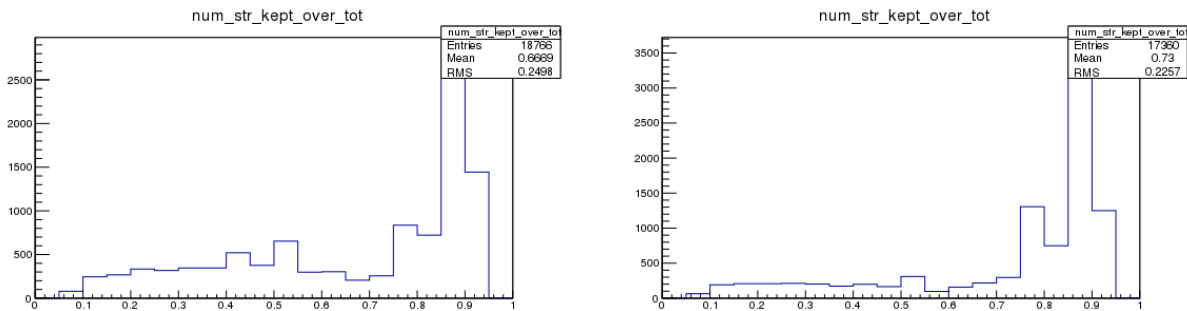 num_str_kept_over_tot
num_str_kept_over_tot
Entries 18766
Mean 0.6669
RMS 0.2498
2500
2000
1500
1000
500
0
0 0.1 0.2 0.3 0.4 0.5 0.6 0.7 0.8 0.9 1
num_str_kept_over_tot
num_str_kept_over_tot
Entries 17360
Mean 0.73
RMS 0.2257
3500
3000
2500
2000
1500
1000
500
0
0 0.1 0.2 0.3 0.4 0.5 0.6 0.7 0.8 0.9 1